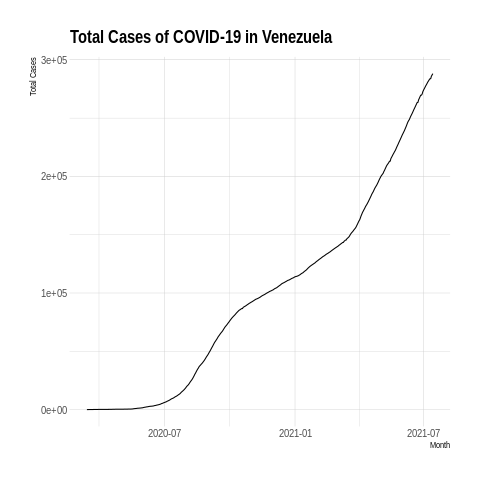 Total Cases of COVID-19 in Venezuela
Total Cases
3e+05
2e+05
1e+05
0e+00
2020-07 2021-01 2021-07
Month